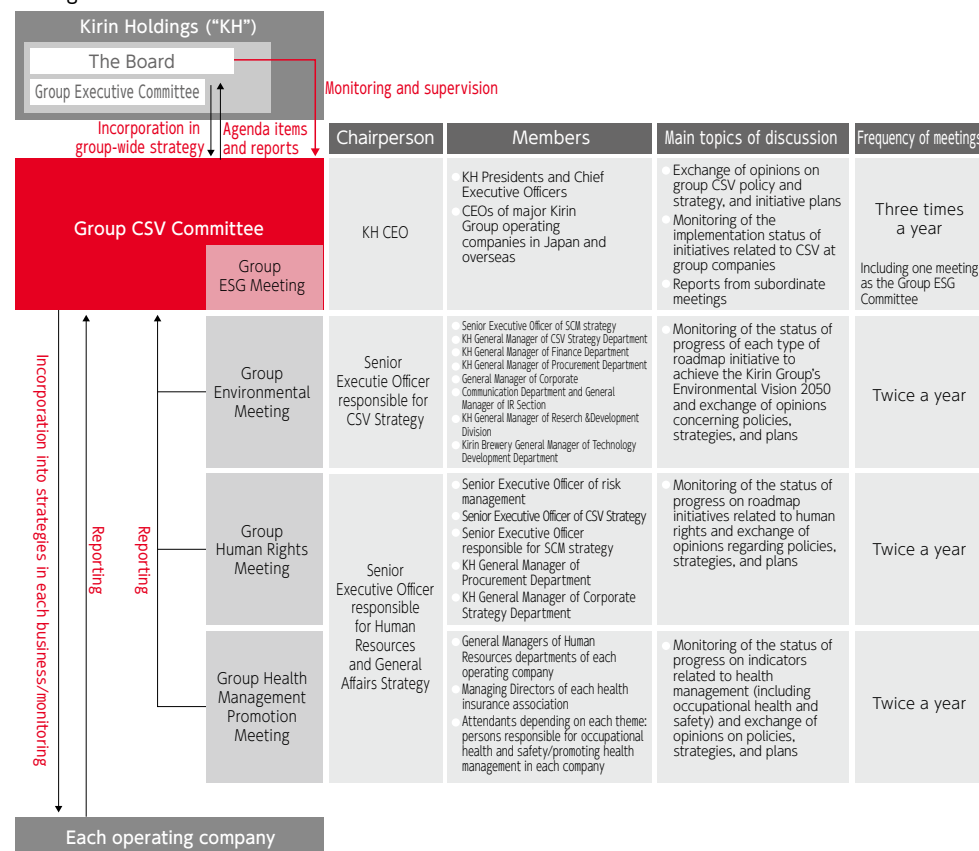 Kirin Holdings (“KH”)
The Board
Group Executive Committee
Monitoring and supervision
Incorporation in
group-wide strategy
Agenda items
and reports
Chairperson
Members
Main topics of discussion
Frequency of meetings
Group CSV Committee
Group
ESG Meeting
KH CEO
KH Presidents and Chief
Executive Officers
CEOs of major Kirin
Group operating
companies in Japan and
overseas
Exchange of opinions on
group CSV policy and
strategy, and initiative plans
Monitoring of the
implementation status of
initiatives related to CSV at
group companies
Reports from subordinate
meetings
Three times
a year
Including one meeting
as the Group ESG
Committee
Group
Environmental
Meeting
Senior
Executie Officer
responsible for
CSV Strategy
Senior Executive Officer of SCM strategy
KH General Manager of CSV Strategy Department
KH General Manager of Finance Department
KH General Manager of Procurement Department
General Manager of Corporate
Communication Department and General
Manager of IR Section
KH General Manager of Reserch &Development
Division
Kirin Brewery General Manager of Technology
Development Department
Monitoring of the status of
progress of each type of
roadmap initiative to
achieve the Kirin Group’s
Environmental Vision 2050
and exchange of opinions
concerning policies,
strategies, and plans
Twice a year
Group
Human Rights
Meeting
Senior
Executive Officer
responsible
for Human
Resources
and General
Affairs Strategy
Senior Executive Officer of risk
management
Senior Executive Officer of CSV Strategy
Senior Executive Officer
responsible for SCM strategy
KH General Manager of
Procurement Department
KH General Manager of Corporate
Strategy Department
Monitoring of the status of
progress on roadmap
initiatives related to human
rights and exchange of
opinions regarding policies,
strategies, and plans
Twice a year
Group Health
Management
Promotion
Meeting
General Managers of Human
Resources departments of each
operating company
Managing Directors of each health
insurance association
Attendants depending on each theme:
persons responsible for occupational
health and safety/promoting health
management in each company
Monitoring of the status of
progress on indicators
related to health
management (including
occupational health and
safety) and exchange of
opinions on policies,
strategies, and plans
Twice a year
Incorporation into strategies in each business/monitoring
Reporting
Reporting
Each operating company